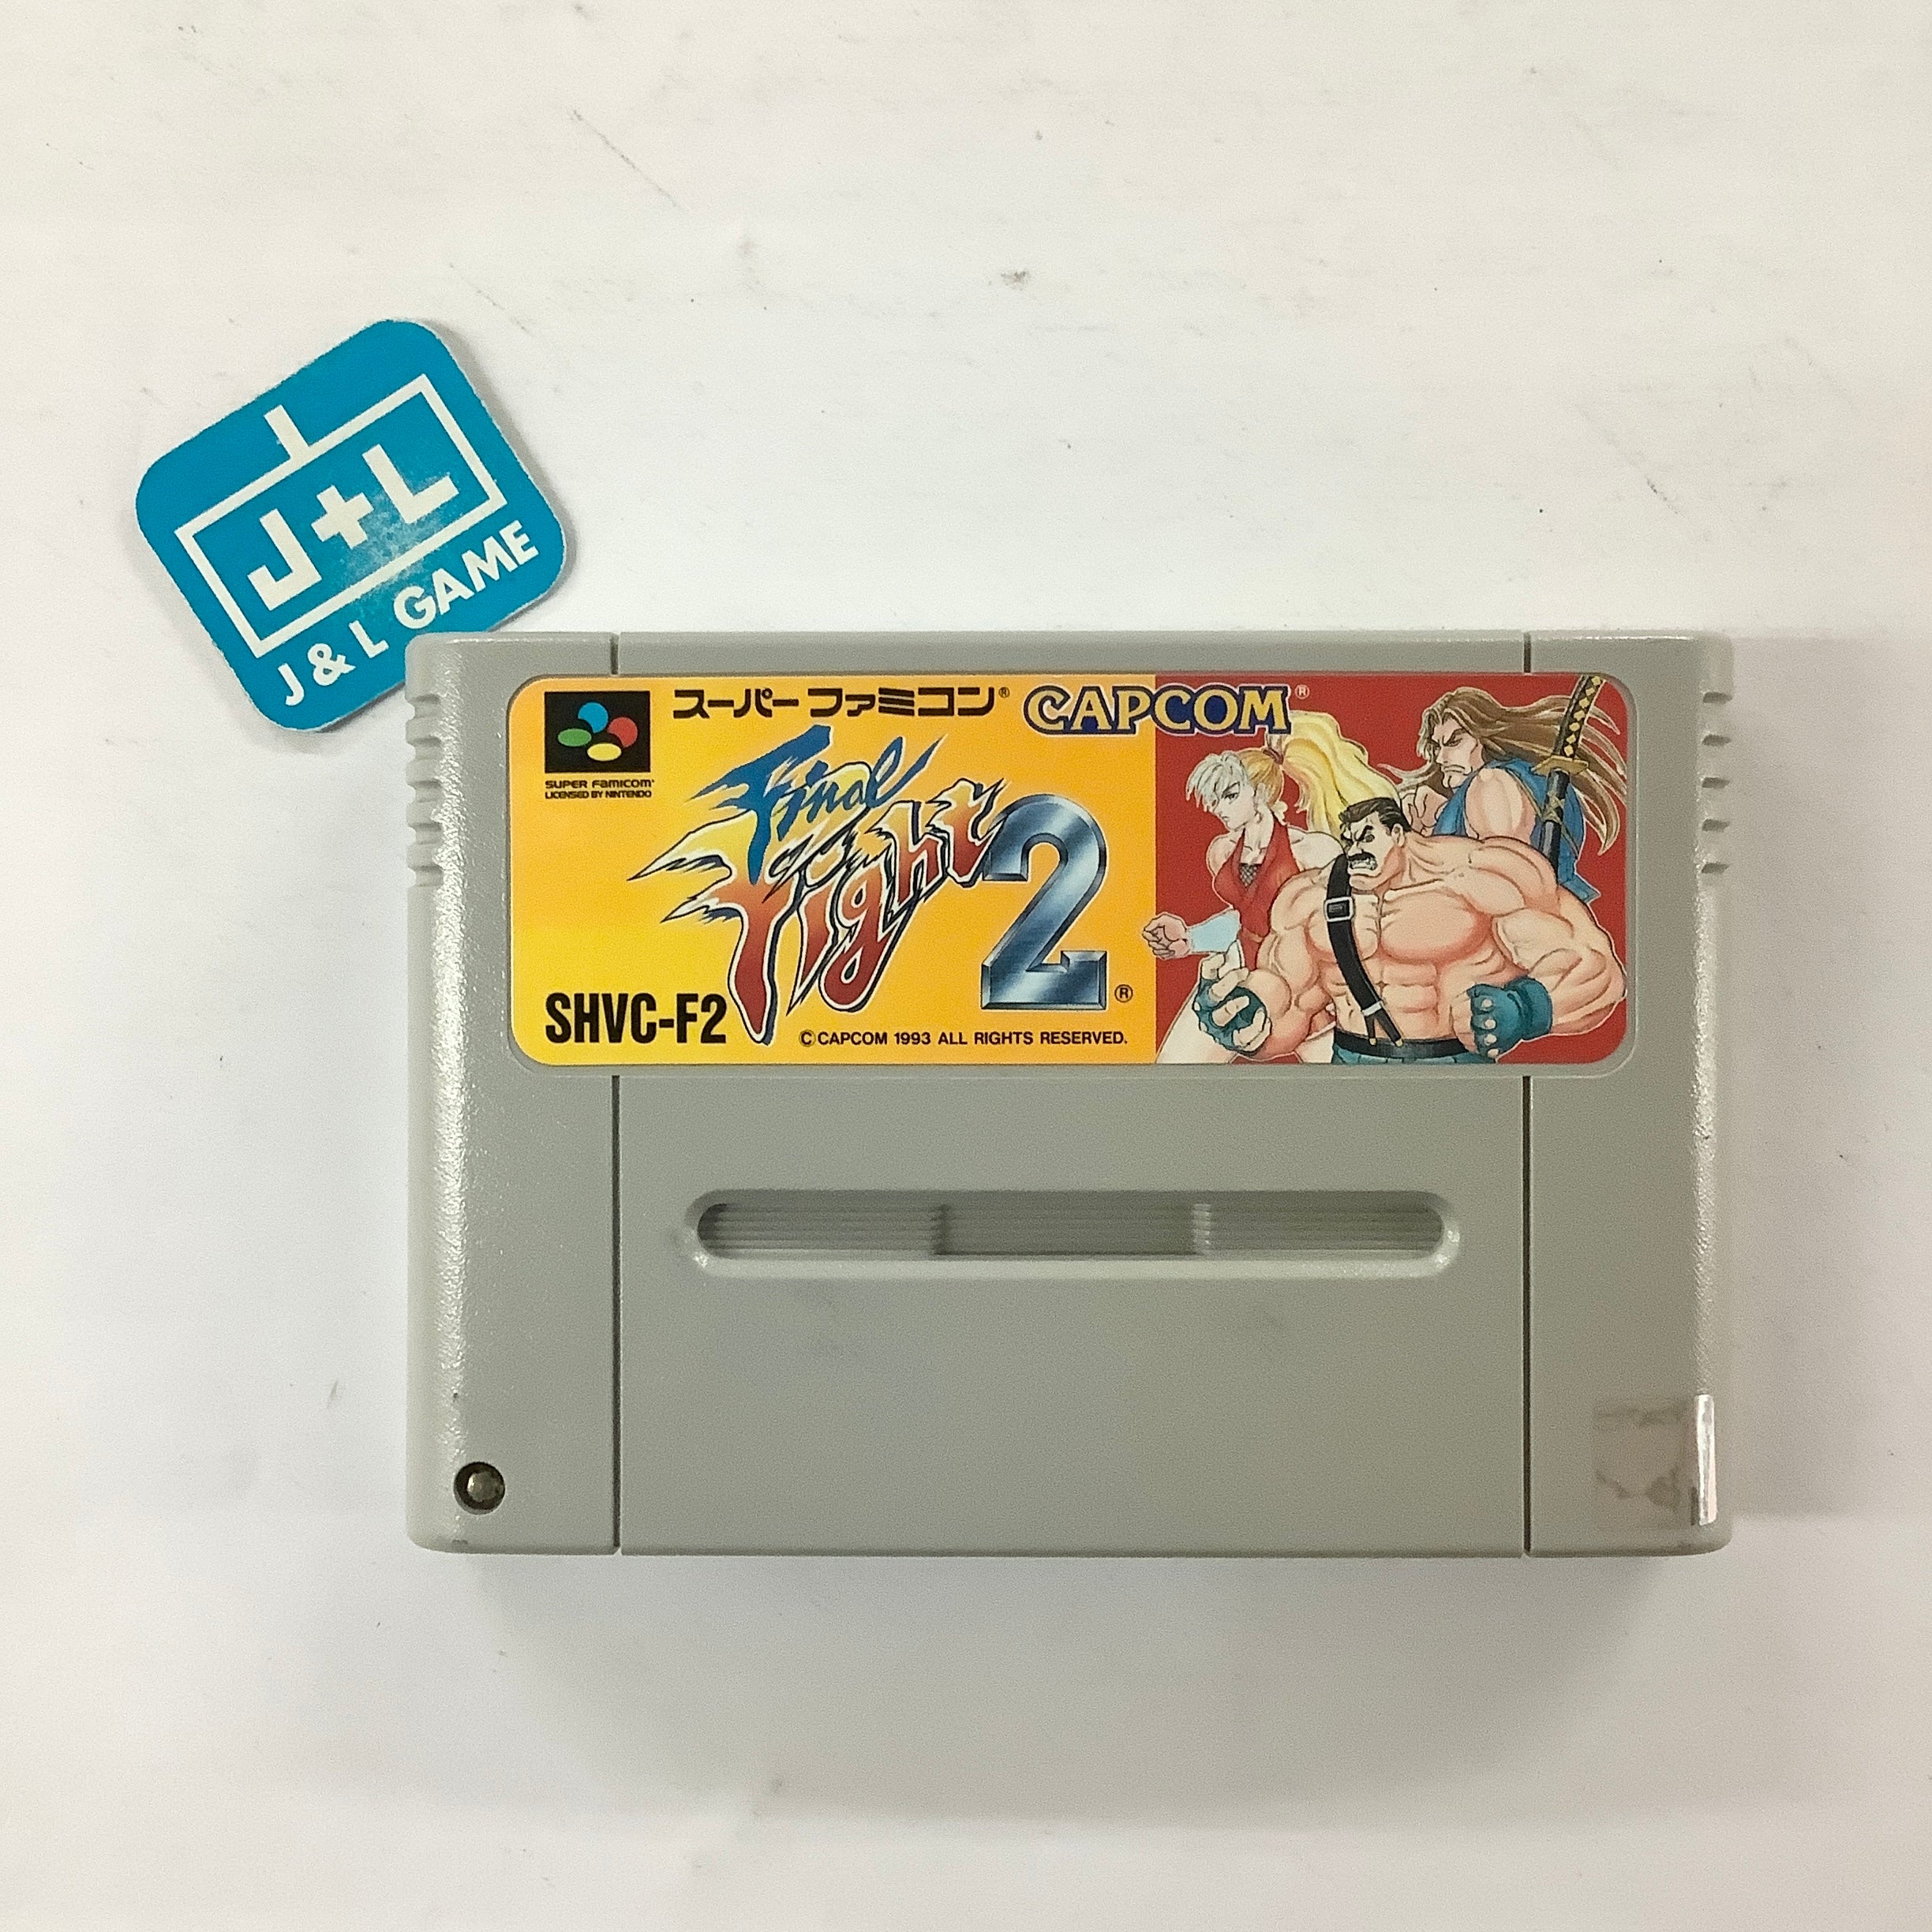 J+L
J & L GAME
スーパーファミコン® CAPCOM®
SUPER FAMICOM®
LICENSED BY NINTENDO
Final
Fight 2®
SHVC-F2
©CAPCOM 1993 ALL RIGHTS RESERVED.